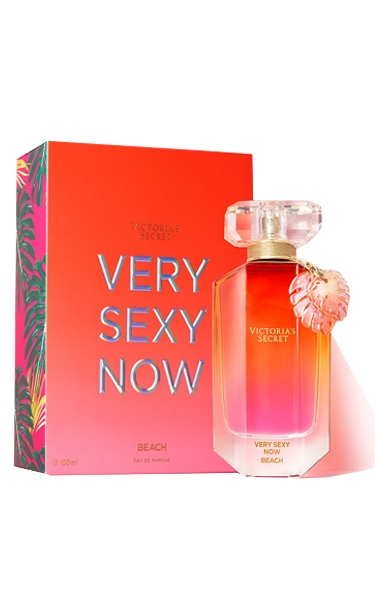 VICTORIA'S
SECRET
VERY
SEXY
NOW
BEACH
EAU DE PARFUM
℮ 100 ml
VICTORIA'S
SECRET
VERY SEXY
NOW
BEACH